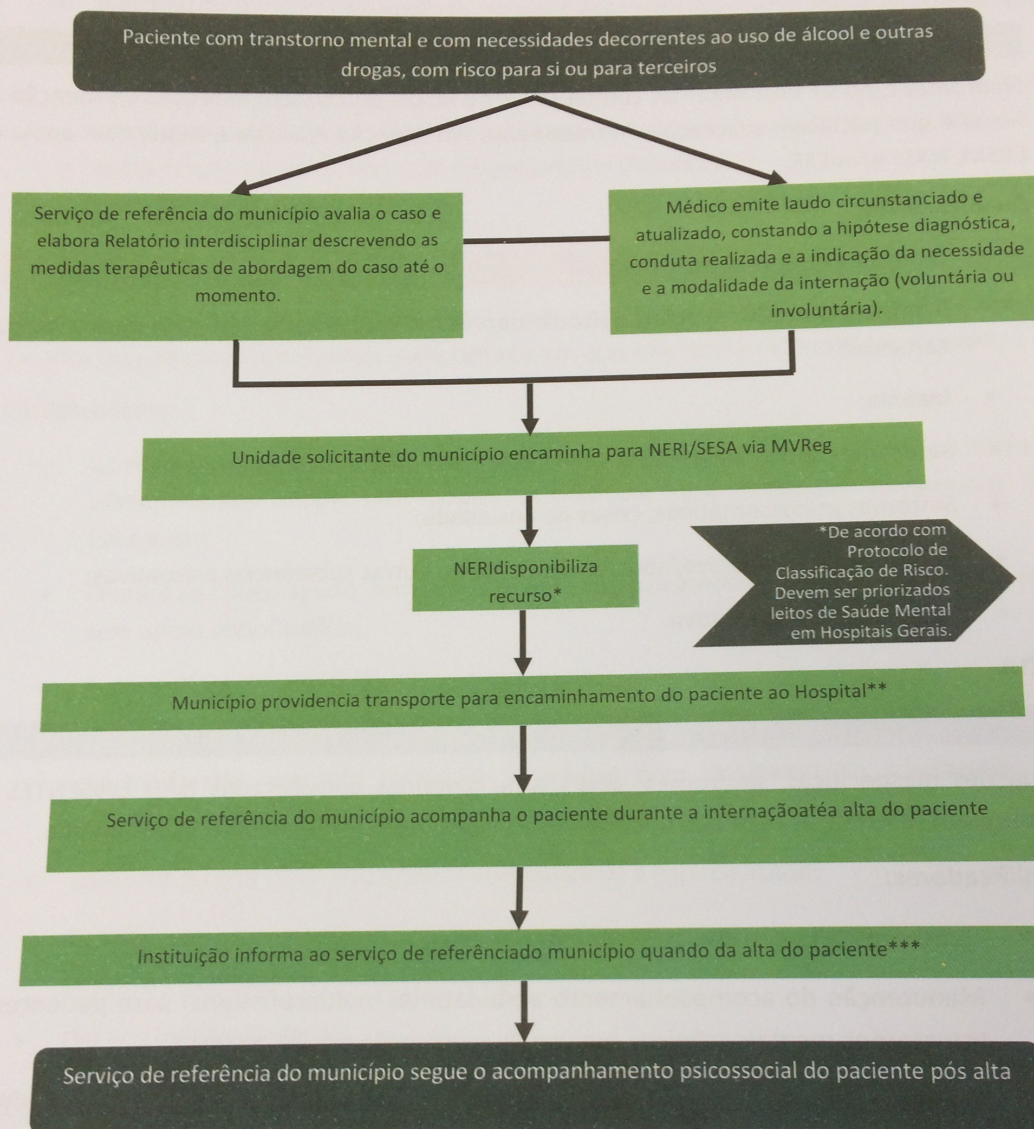 Paciente com transtorno mental e com necessidades decorrentes ao uso de álcool e outras
drogas, com risco para si ou para terceiros
Serviço de referência do município avalia o caso e
elabora Relatório interdisciplinar descrevendo as
medidas terapêuticas de abordagem do caso até o
momento.
Médico emite laudo circunstanciado e
atualizado, constando a hipótese diagnóstica,
conduta realizada e a indicação da necessidade
e a modalidade da internação (voluntária ou
involuntária).
Unidade solicitante do município encaminha para NERI/SESA via MVReg
NERIdisponibiliza
recurso*
*De acordo com
Protocolo de
Classificação de Risco.
Devem ser priorizados
leitos de Saúde Mental
em Hospitais Gerais.
Município providencia transporte para encaminhamento do paciente ao Hospital**
Serviço de referência do município acompanha o paciente durante a internaçãoatéa alta do paciente
Instituição informa ao serviço de referênciado município quando da alta do paciente***
Serviço de referência do município segue o acompanhamento psicossocial do paciente pós alta